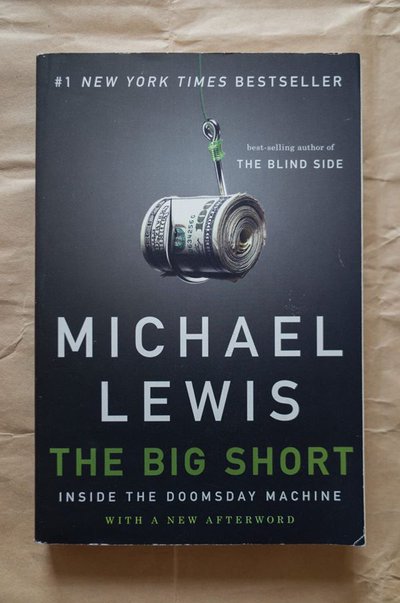 #1 NEW YORK TIMES BESTSELLER
best-selling author of
THE BLIND SIDE
100
MICHAEL
LEWIS
THE BIG SHORT
INSIDE THE DOOMSDAY MACHINE
WITH A NEW AFTERWORD